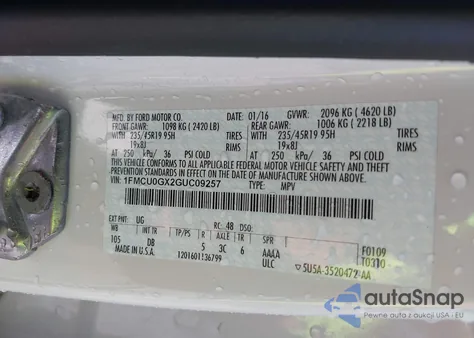 MFD. BY FORD MOTOR CO.
01/16 GVWR: 2096 KG ( 4620 LB)
FRONT GAWR: 1098 KG ( 2420 LB) REAR GAWR: 1006 KG ( 2218 LB)
WITH 235/45R19 95H TIRES WITH 235/45R19 95H TIRES
19x8J RIMS 19x8J RIMS
AT 250 kPa/ 36 PSI COLD AT 250 kPa/ 36 PSI COLD
THIS VEHICLE CONFORMS TO ALL APPLICABLE FEDERAL MOTOR VEHICLE SAFETY AND THEFT
PREVENTION STANDARDS IN EFFECT ON THE DATE OF MANUFACTURE SHOWN ABOVE.
VIN: 1FMCU0GX2GUC09257 TYPE: MPV
EXT PNT: UG RC: 48 DSO:
WB INT TR TP/PS R AXLE TR SPR
105 DB 5 3C 6 AAAA
F0109
T0310
MADE IN U.S.A. 1201601136799 ULC 5U5A-3520472-AA
autaSnap
Pewne auto z aukcji USA i EU